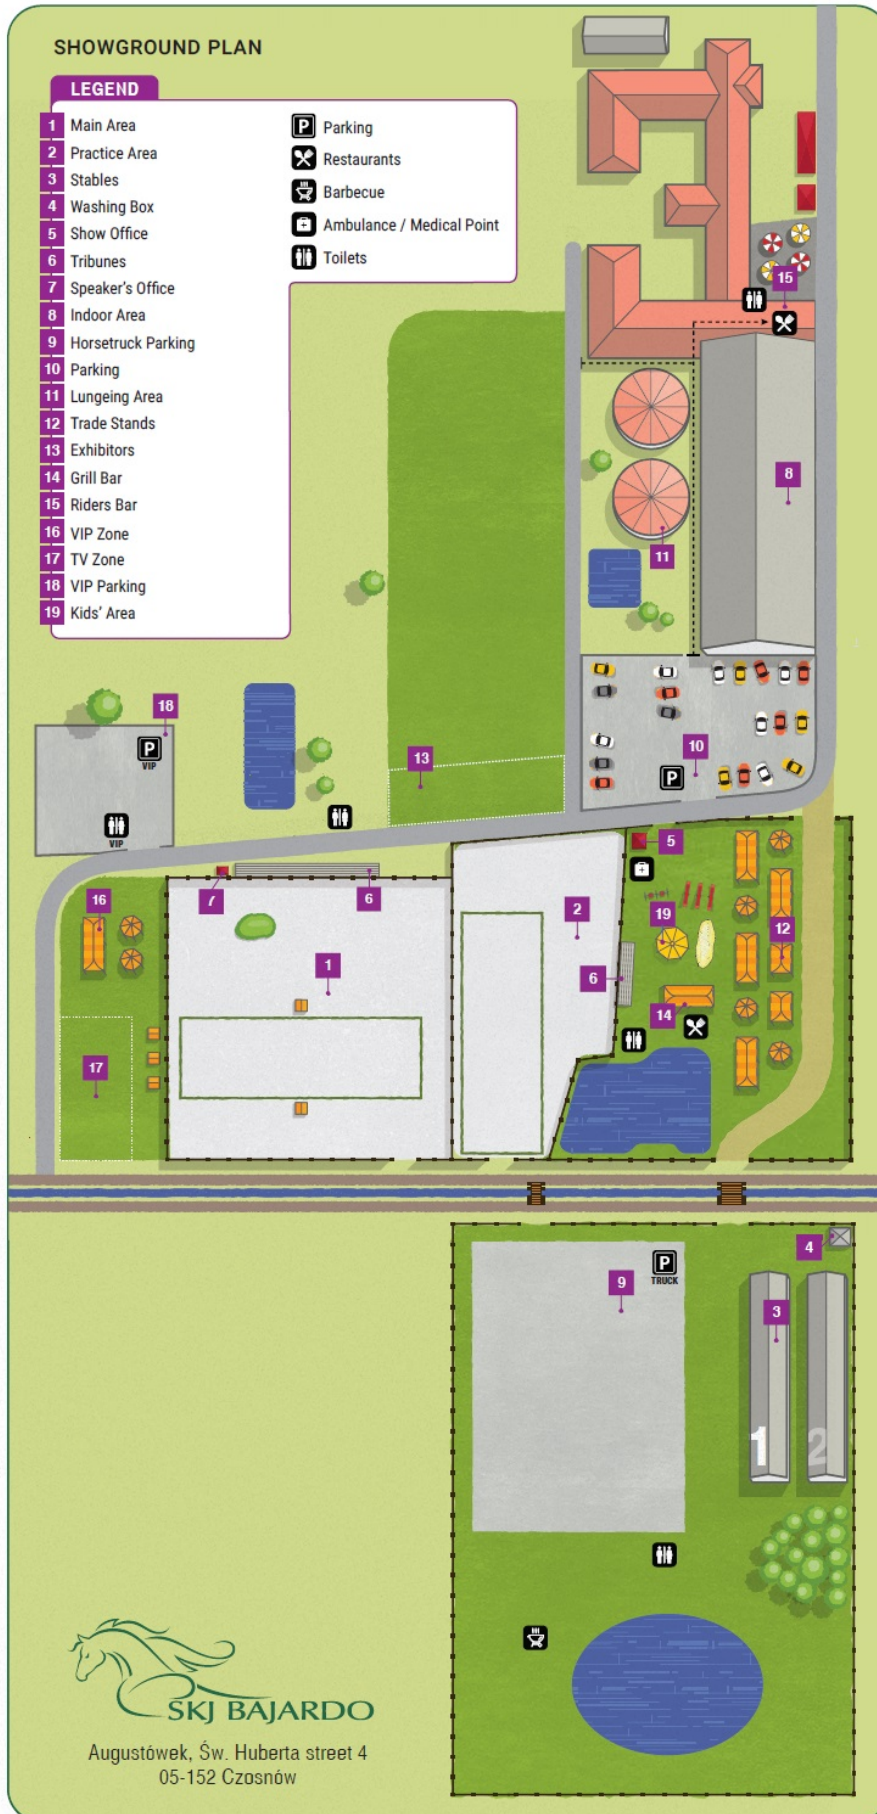 SHOWGROUND PLAN
LEGEND
1 Main Area
2 Practice Area
3 Stables
4 Washing Box
5 Show Office
6 Tribunes
7 Speaker's Office
8 Indoor Area
9 Horsetruck Parking
10 Parking
11 Lungeing Area
12 Trade Stands
13 Exhibitors
14 Grill Bar
15 Riders Bar
16 VIP Zone
17 TV Zone
18 VIP Parking
19 Kids' Area
P Parking
Restaurants
Barbecue
Ambulance / Medical Point
Toilets
15
8
11
18
P
VIP
13
10
P
VIP
5
7
6
16
2
19
12
1
6
14
17
4
P
TRUCK
9
3
1
2
SKJ BAJARDO
Augustówek, Św. Huberta street 4
05-152 Czosnów